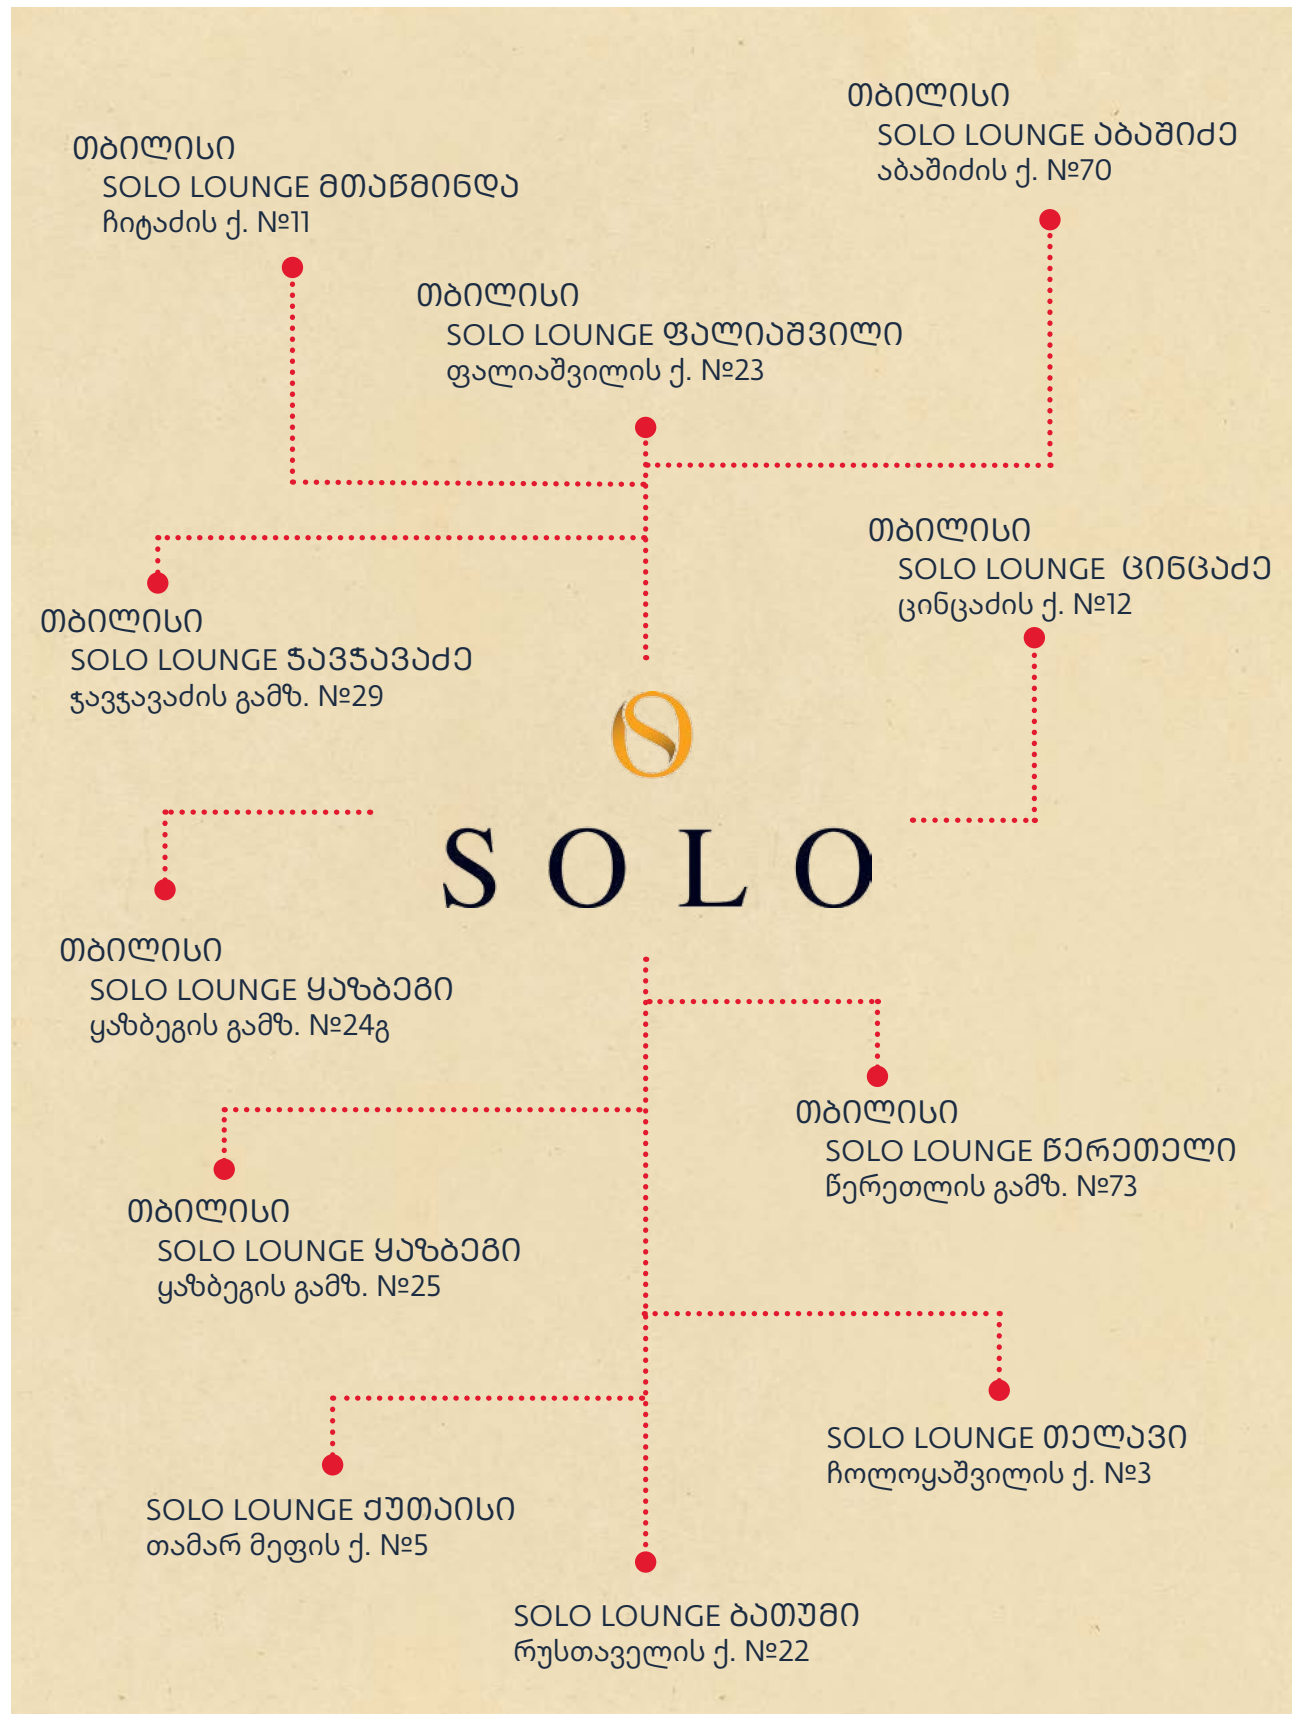 თბილისი
SOLO LOUNGE აბაშიძე
აბაშიძის ქ. №70
თბილისი
SOLO LOUNGE მთაწმინდა
ჩიტაძის ქ. №11
თბილისი
SOLO LOUNGE ფალიაშვილი
ფალიაშვილის ქ. №23
თბილისი
SOLO LOUNGE ცინცაძე
ცინცაძის ქ. №12
თბილისი
SOLO LOUNGE ჭავჭავაძე
ჭავჭავაძის გამზ. №29
SOLO
თბილისი
SOLO LOUNGE ყაზბეგი
ყაზბეგის გამზ. №24გ
თბილისი
SOLO LOUNGE წერეთელი
წერეთლის გამზ. №73
თბილისი
SOLO LOUNGE ყაზბეგი
ყაზბეგის გამზ. №25
SOLO LOUNGE თელავი
ჩოლოყაშვილის ქ. №3
SOLO LOUNGE ქუთაისი
თამარ მეფის ქ. №5
SOLO LOUNGE ბათუმი
რუსთაველის ქ. №22